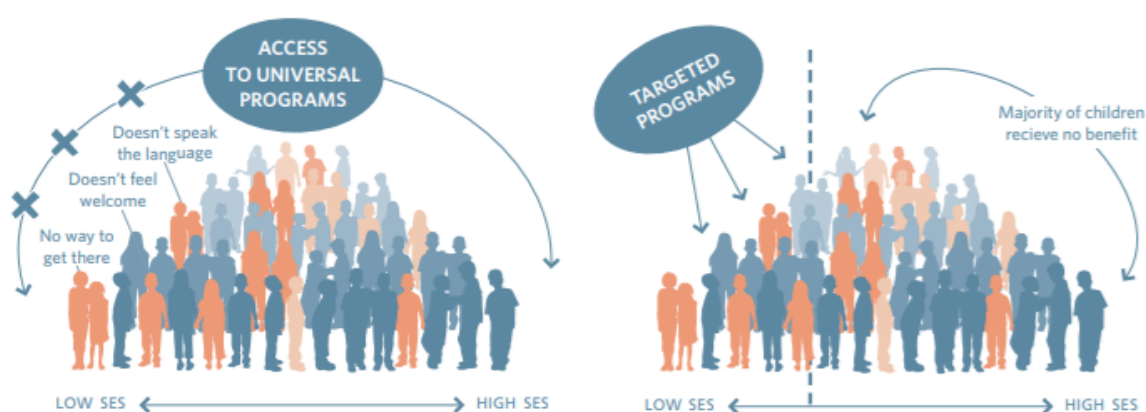 ACCESS
TO UNIVERSAL
PROGRAMS
Doesn't speak
the language
Doesn't feel
welcome
No way to
get there
LOW SES
HIGH SES
TARGETED
PROGRAMS
Majority of children
recieve no benefit
LOW SES
HIGH SES